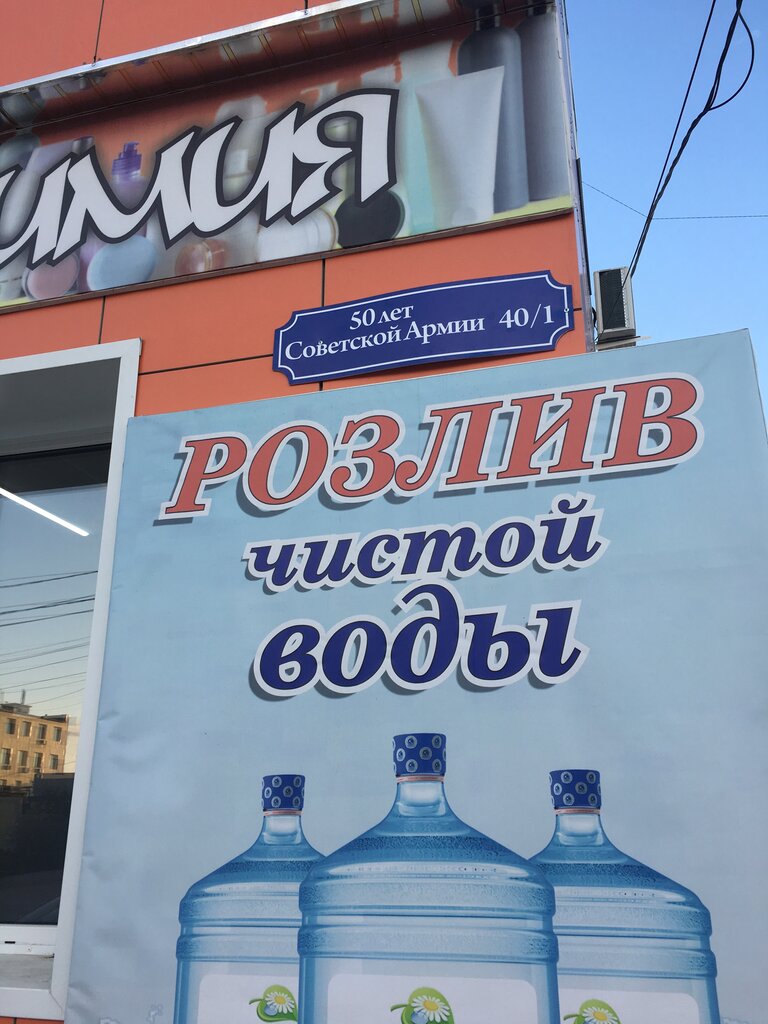 имия
50 лет
Советской Армии 40/1
РОЗЛИВ
чистой
воды